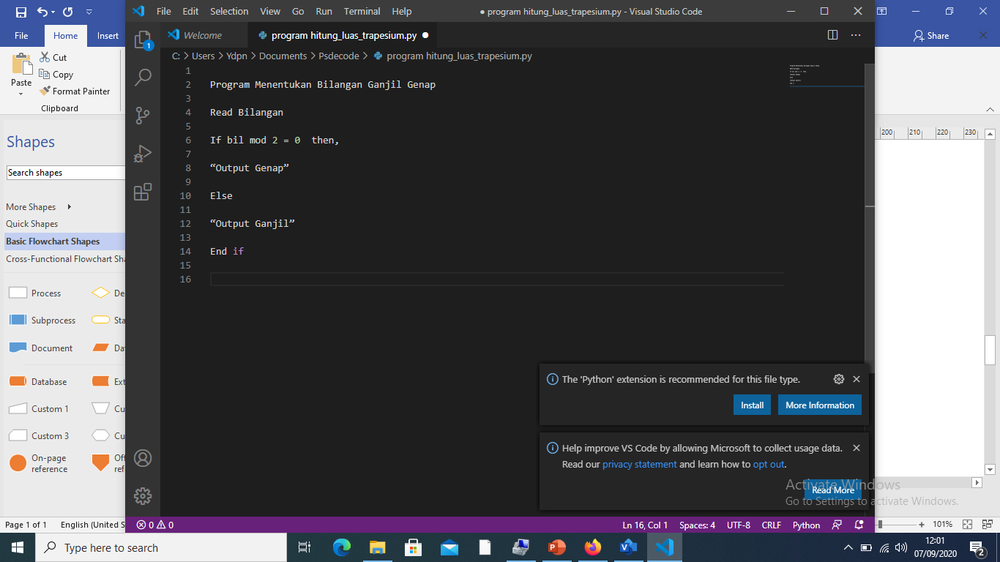 File Edit Selection View Go Run Terminal Help
● program hitung_luas_trapesium.py - Visual Studio Code
File Home Insert
Share
Welcome
program hitung_luas_trapesium.py ●
C: > Users > Ydpn > Documents > Psdecode > program hitung_luas_trapesium.py
Paste
Cut
Copy
Format Painter
Clipboard
1
2 Program Menentukan Bilangan Ganjil Genap
3
4 Read Bilangan
5
6 If bil mod 2 = 0  then,
7
8 “Output Genap”
9
10 Else
11
12 “Output Ganjil”
13
14 End if
15
16
1
200 210 220 230
Shapes
Search shapes
More Shapes
Quick Shapes
Basic Flowchart Shapes
Cross-Functional Flowchart Sha
Process De
Subprocess Sta
Document Da
Database Ext
Custom 1 Cu
Custom 3 Cu
On-page reference
Off
ref
The 'Python' extension is recommended for this file type.
Install More Information
Help improve VS Code by allowing Microsoft to collect usage data.
Read our privacy statement and learn how to opt out.
Read More
Activate Windows
Go to Settings to activate Windows.
Page 1 of 1 English (United S
0 0
Ln 16, Col 1 Spaces: 4 UTF-8 CRLF Python
101%
Type here to search
12:01
07/09/2020
2